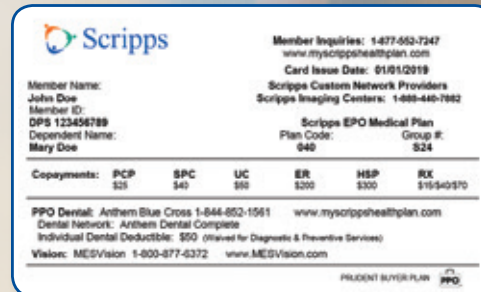 Scripps
Member Inquiries: 1-877-552-7247
www.myscrippshealthplan.com
Card Issue Date: 01/01/2019
Member Name:
John Doe
Member ID:
DPS 123456789
Dependent Name:
Mary Doe
Scripps Custom Network Providers
Scripps Imaging Centers: 1-888-440-7882
Scripps EPO Medical Plan
Plan Code: Group #:
040 S24
Copayments: PCP SPC UC ER HSP RX
$25 $40 $50 $200 $300 $15/$40/$70
PPO Dental: Anthem Blue Cross 1-844-852-1561 www.myscrippshealthplan.com
Dental Network: Anthem Dental Complete
Individual Dental Deductible: $50 (Waived for Diagnostic & Preventive Services)
Vision: MESVision 1-800-877-6372 www.MESVision.com
PRUDENT BUYER PLAN PPO